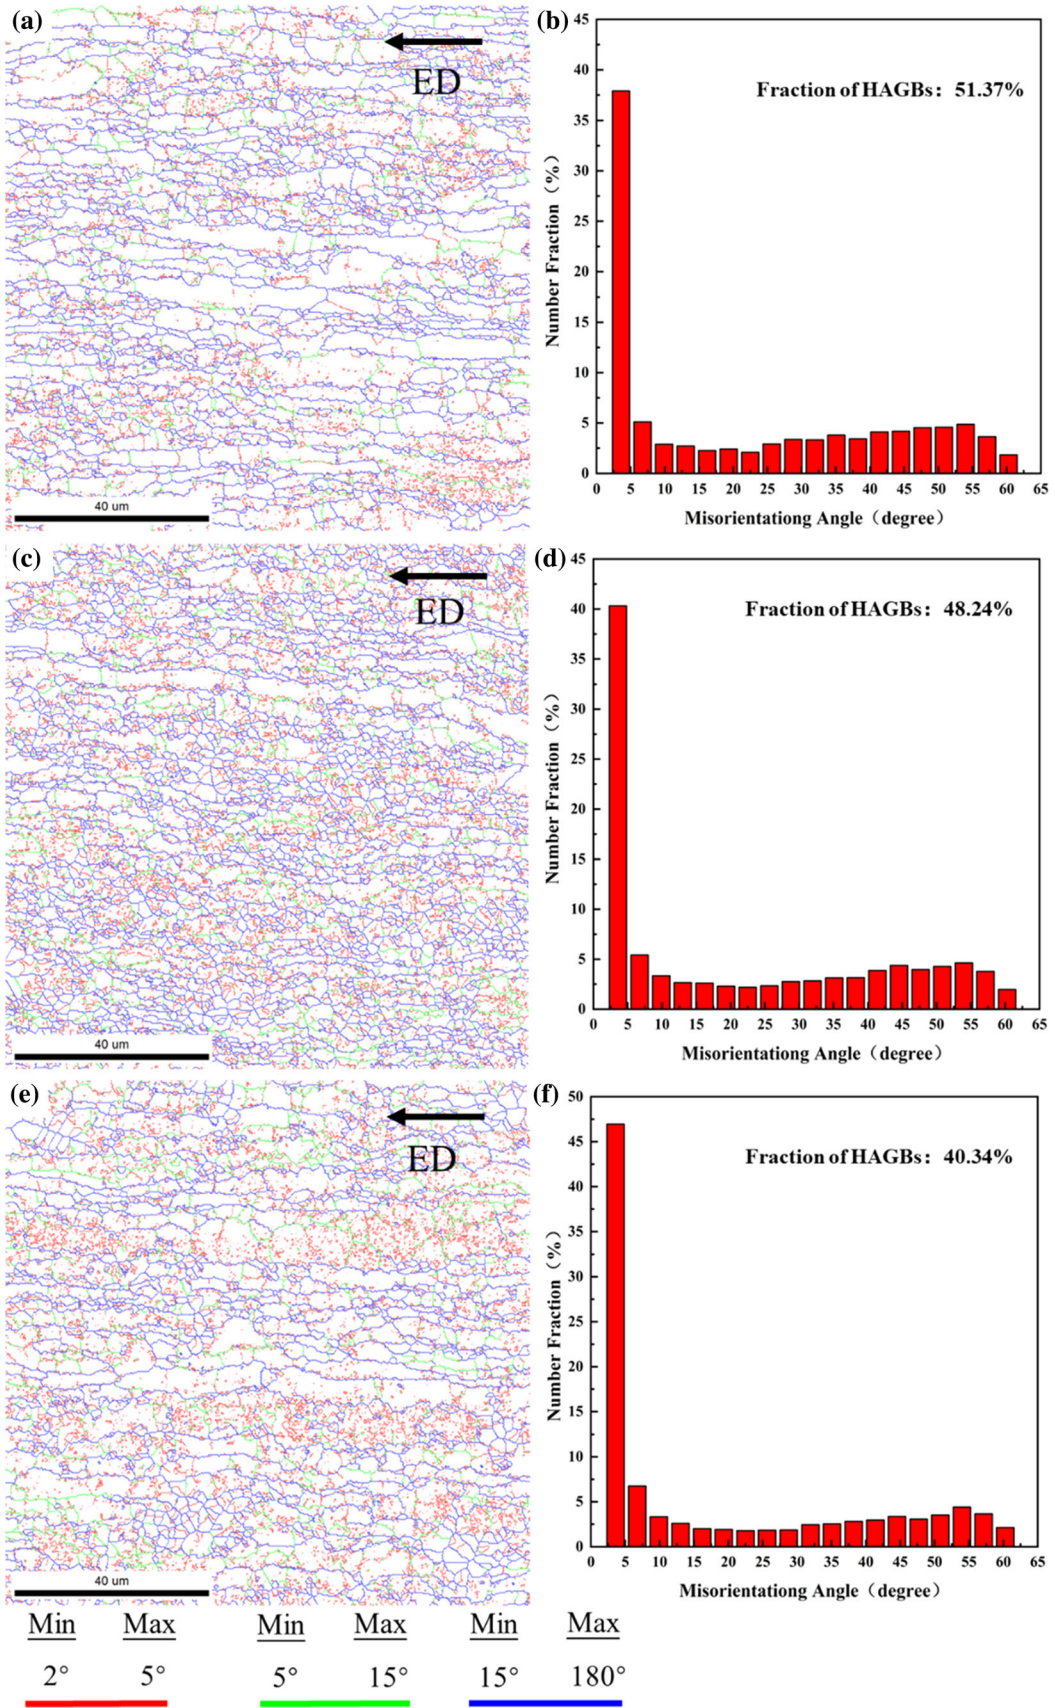 (a)
ED
40 um
(b)
Fraction of HAGBs: 51.37%
Number Fraction (%)
45
40
35
30
25
20
15
10
5
0
0 5 10 15 20 25 30 35 40 45 50 55 60 65
Misorientationg Angle (degree)
(c)
ED
40 um
(d)
Fraction of HAGBs: 48.24%
Number Fraction (%)
45
40
35
30
25
20
15
10
5
0
0 5 10 15 20 25 30 35 40 45 50 55 60 65
Misorientationg Angle (degree)
(e)
ED
40 um
(f)
Fraction of HAGBs: 40.34%
Number Fraction (%)
50
45
40
35
30
25
20
15
10
5
0
0 5 10 15 20 25 30 35 40 45 50 55 60 65
Misorientationg Angle (degree)
Min Max Min Max Min Max
2° 5° 5° 15° 15° 180°